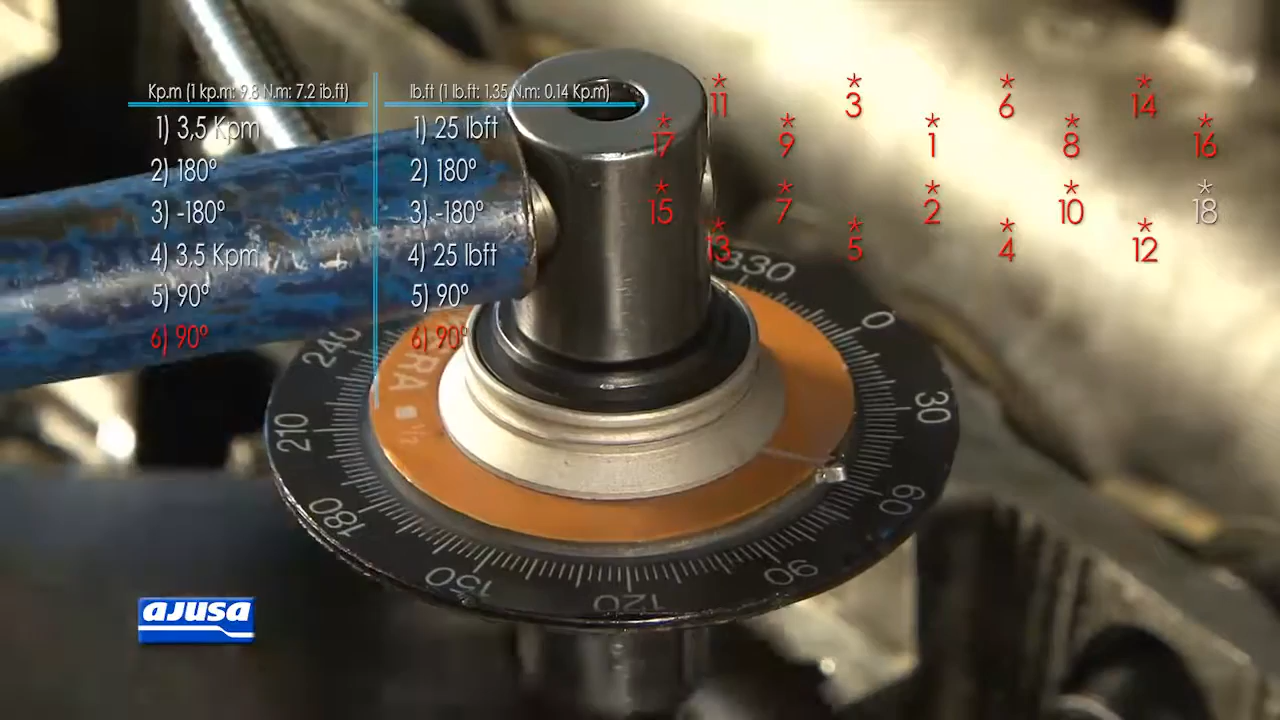 Kp.m (1 kp.m: 9.8 N.m: 7.2 ib.ft)
1) 3,5 Kpm
2) 180º
3) -180º
4) 3,5 Kpm
5) 90º
6) 90º
lb.ft (1 lb.ft: 1.35 N.m: 0.14 Kp.m)
1) 25 lbft
2) 180º
3) -180º
4) 25 lbft
5) 90º
6) 90º
* * * *
11 3 6 14
* * * * *
17 9 1 8 16
* * * * *
15 7 2 10 18
* * * *
13 5 4 12
330
0
30
60
90
120
150
180
210
240
RA
1/2
ajusa